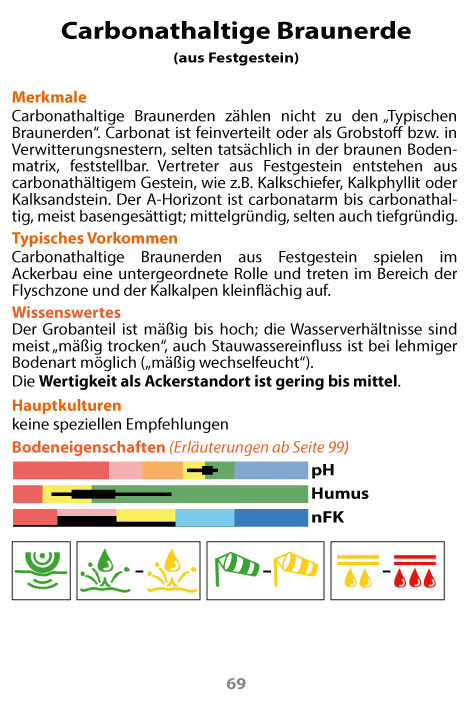 Carbonathaltige Braunerde
(aus Festgestein)
Merkmale
Carbonathaltige Braunerden zählen nicht zu den „Typischen
Braunerden“. Carbonat ist feinverteilt oder als Grobstoff bzw. in
Verwitterungsnestern, selten tatsächlich in der braunen Boden-
matrix, feststellbar. Vertreter aus Festgestein entstehen aus
carbonathältigem Gestein, wie z.B. Kalkschiefer, Kalkphyllit oder
Kalksandstein. Der A-Horizont ist carbonatarm bis carbonathal-
tig, meist basengesättigt; mittelgründig, selten auch tiefgründig.
Typisches Vorkommen
Carbonathaltige Braunerden aus Festgestein spielen im
Ackerbau eine untergeordnete Rolle und treten im Bereich der
Flyschzone und der Kalkalpen kleinflächig auf.
Wissenswertes
Der Grobanteil ist mäßig bis hoch; die Wasserverhältnisse sind
meist „mäßig trocken“, auch Stauwassereinfluss ist bei lehmiger
Bodenart möglich („mäßig wechselfeucht“).
Die Wertigkeit als Ackerstandort ist gering bis mittel.
Hauptkulturen
keine speziellen Empfehlungen
Bodeneigenschaften (Erläuterungen ab Seite 99)
pH
Humus
nFK
69